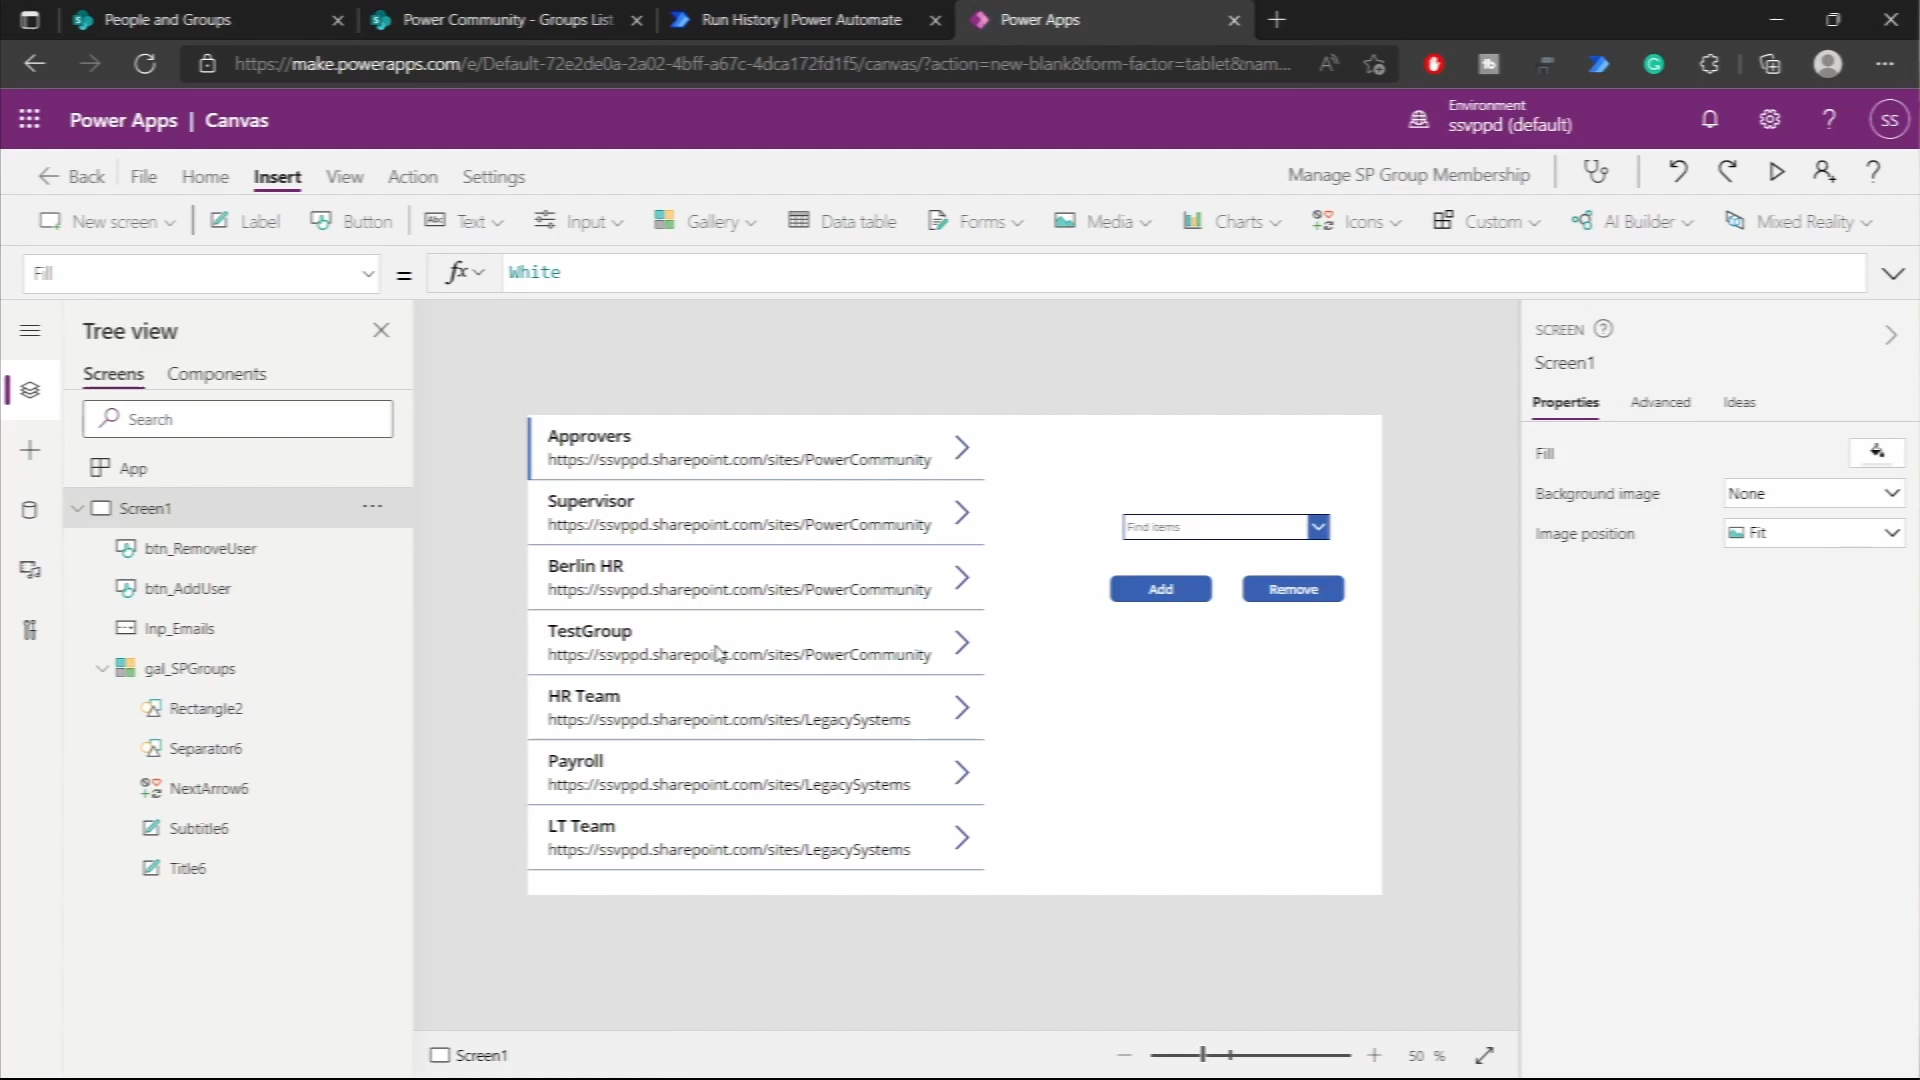 People and Groups
Power Community - Groups List
Run History | Power Automate
Power Apps
https://make.powerapps.com/e/Default-72e2de0a-2a02-4bff-a67c-4dca172fd1f5/canvas/?action=new-blank&form-factor=tablet&nam...
Power Apps | Canvas
Environment
ssvppd (default)
SS
Back
File
Home
Insert
View
Action
Settings
Manage SP Group Membership
New screen
Label
Button
Text
Input
Gallery
Data table
Forms
Media
Charts
Icons
Custom
AI Builder
Mixed Reality
Fill
=
fx
White
Tree view
Screens
Components
Search
App
Screen1
btn_RemoveUser
btn_AddUser
Inp_Emails
gal_SPGroups
Rectangle2
Separator6
NextArrow6
Subtitle6
Title6
Approvers
https://ssvppd.sharepoint.com/sites/PowerCommunity
Supervisor
https://ssvppd.sharepoint.com/sites/PowerCommunity
Berlin HR
https://ssvppd.sharepoint.com/sites/PowerCommunity
TestGroup
https://ssvppd.sharepoint.com/sites/PowerCommunity
HR Team
https://ssvppd.sharepoint.com/sites/LegacySystems
Payroll
https://ssvppd.sharepoint.com/sites/LegacySystems
LT Team
https://ssvppd.sharepoint.com/sites/LegacySystems
Find items
Add
Remove
SCREEN
Screen1
Properties
Advanced
Ideas
Fill
Background image
None
Image position
Fit
Screen1
50 %